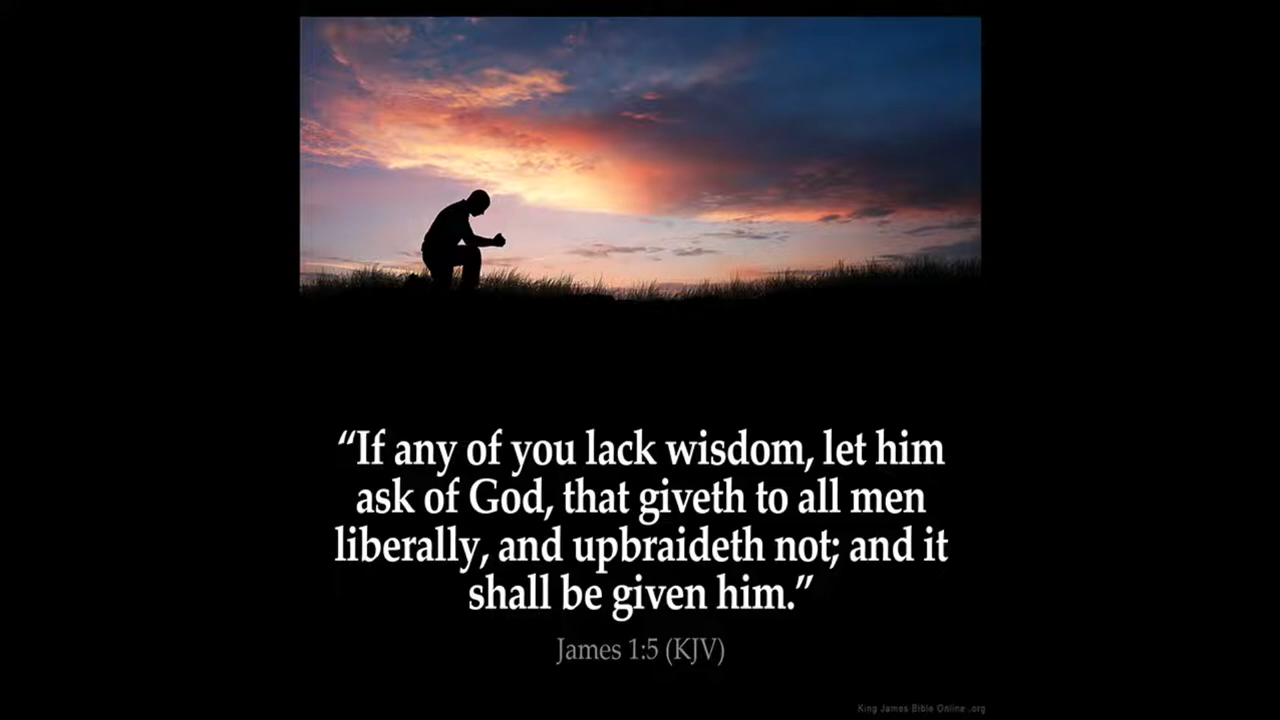 “If any of you lack wisdom, let him
ask of God, that giveth to all men
liberally, and upbraideth not; and it
shall be given him.”
James 1:5 (KJV)
King James Bible Online .org